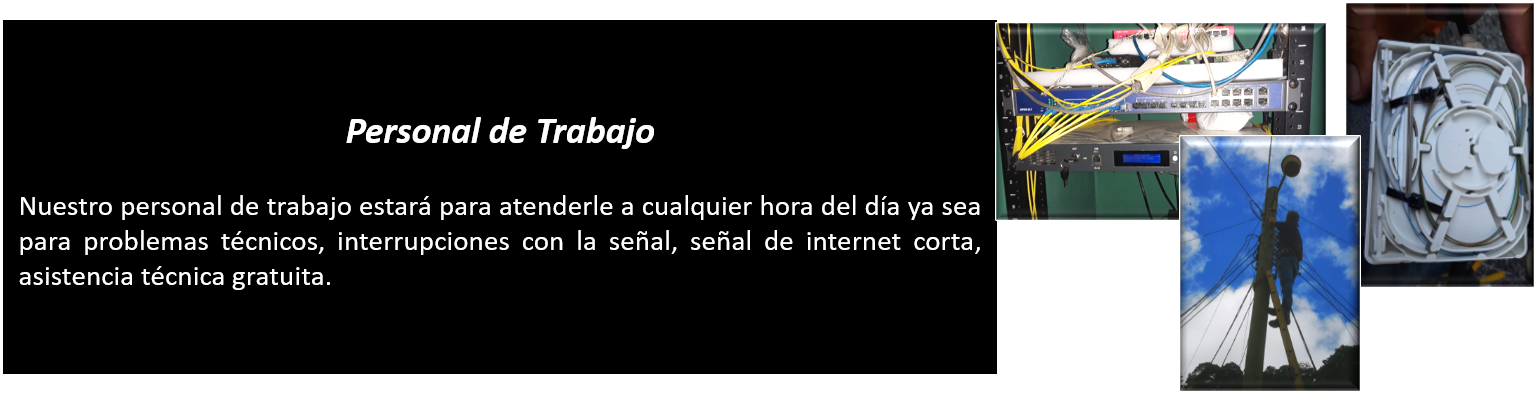 Personal de Trabajo
Nuestro personal de trabajo estará para atenderle a cualquier hora del día ya sea
para problemas técnicos, interrupciones con la señal, señal de internet corta,
asistencia técnica gratuita.